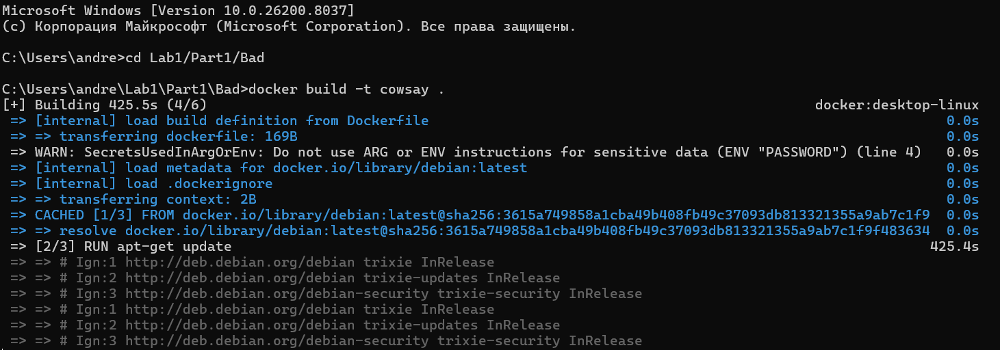 Microsoft Windows [Version 10.0.26200.8037]
(c) Корпорация Майкрософт (Microsoft Corporation). Все права защищены.
C:\Users\andre>cd Lab1/Part1/Bad
C:\Users\andre\Lab1\Part1\Bad>docker build -t cowsay .
[+] Building 425.5s (4/6) docker:desktop-linux
=> [internal] load build definition from Dockerfile 0.0s
=> => transferring dockerfile: 169B 0.0s
=> WARN: SecretsUsedInArgOrEnv: Do not use ARG or ENV instructions for sensitive data (ENV "PASSWORD") (line 4) 0.0s
=> [internal] load metadata for docker.io/library/debian:latest 0.0s
=> [internal] load .dockerignore 0.0s
=> => transferring context: 2B 0.0s
=> CACHED [1/3] FROM docker.io/library/debian:latest@sha256:3615a749858a1cba49b408fb49c37093db813321355a9ab7c1f9 0.0s
=> => resolve docker.io/library/debian:latest@sha256:3615a749858a1cba49b408fb49c37093db813321355a9ab7c1f9f483634 0.0s
=> [2/3] RUN apt-get update 425.4s
=> => # Ign:1 http://deb.debian.org/debian trixie InRelease
=> => # Ign:2 http://deb.debian.org/debian trixie-updates InRelease
=> => # Ign:3 http://deb.debian.org/debian-security trixie-security InRelease
=> => # Ign:1 http://deb.debian.org/debian trixie InRelease
=> => # Ign:2 http://deb.debian.org/debian trixie-updates InRelease
=> => # Ign:3 http://deb.debian.org/debian-security trixie-security InRelease